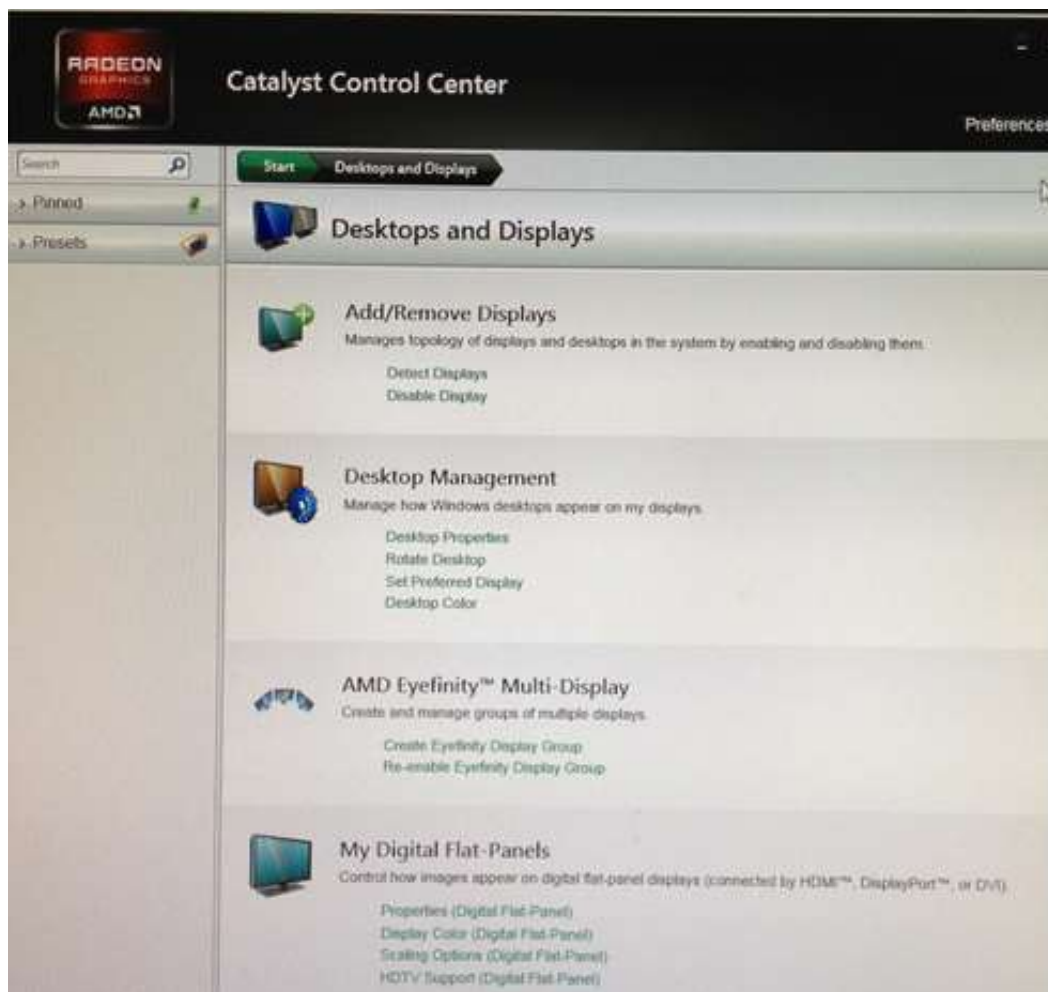 RADEON
GRAPHICS
AMD
Catalyst Control Center
Preferences
Search
Start
Desktops and Displays
Pinned
Presets
Desktops and Displays
Add/Remove Displays
Manages topology of displays and desktops in the system by enabling and disabling them.
Detect Displays
Disable Display
Desktop Management
Manage how Windows desktops appear on my displays.
Desktop Properties
Rotate Desktop
Set Preferred Display
Desktop Color
AMD Eyefinity™ Multi-Display
Create and manage groups of multiple displays.
Create Eyefinity Display Group
Re-enable Eyefinity Display Group
My Digital Flat-Panels
Control how images appear on digital flat-panel displays (connected by HDMI™, DisplayPort™, or DVI).
Properties (Digital Flat-Panel)
Display Color (Digital Flat-Panel)
Scaling Options (Digital Flat-Panel)
HDTV Support (Digital Flat-Panel)